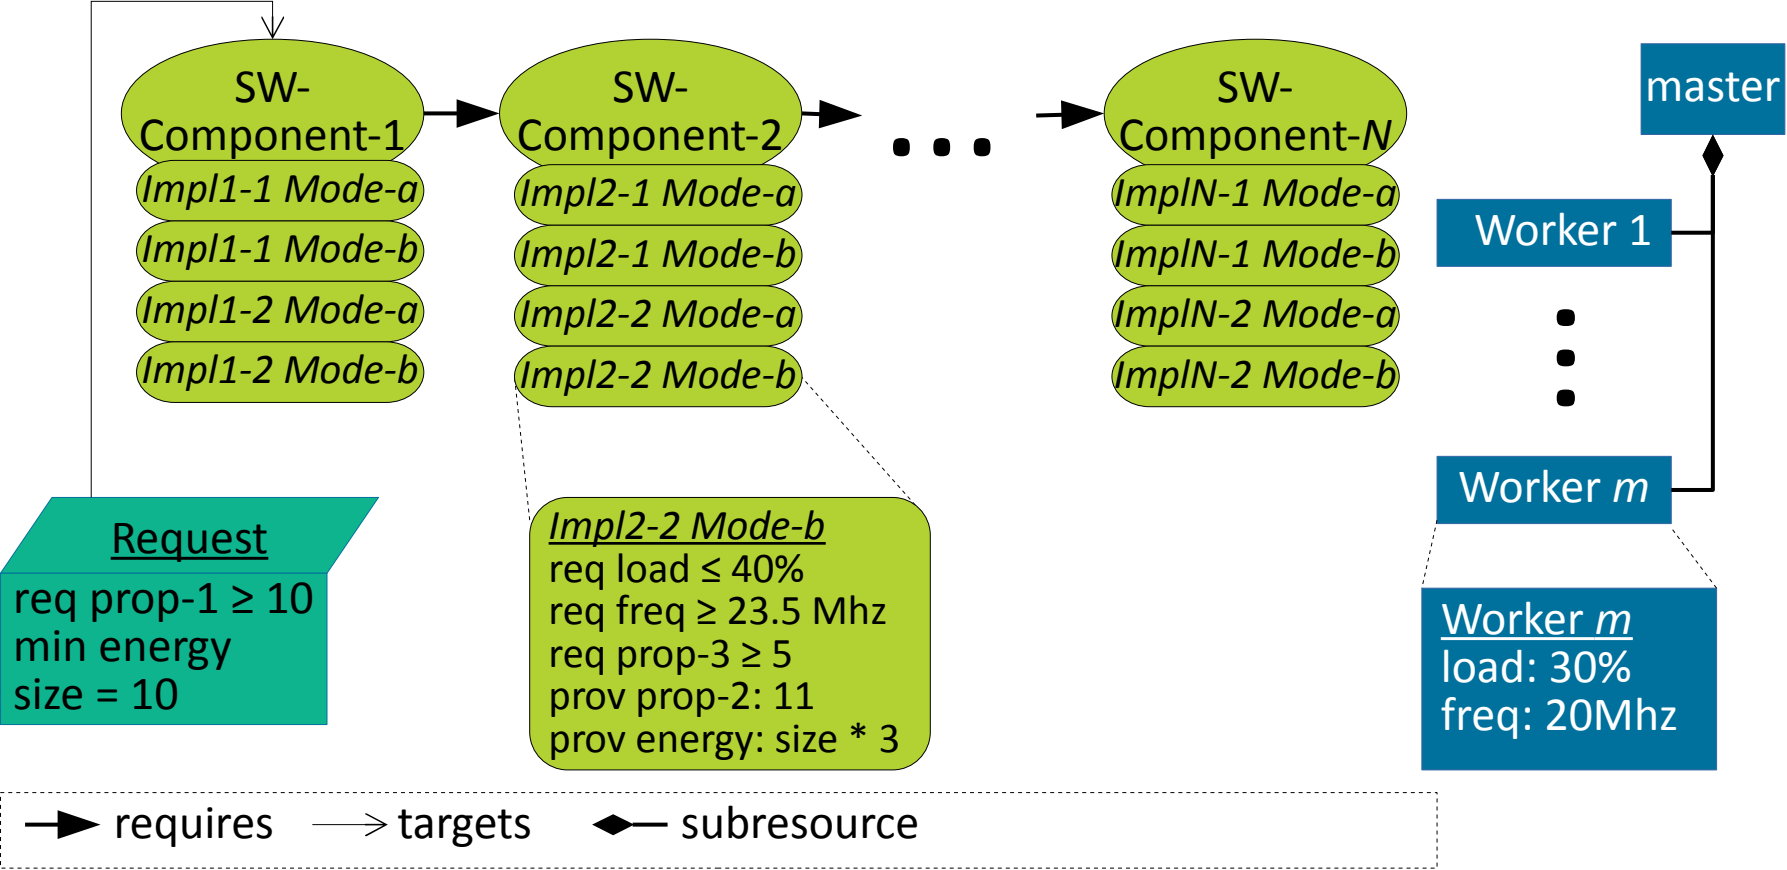 SW-
Component-1
Impl1-1 Mode-a
Impl1-1 Mode-b
Impl1-2 Mode-a
Impl1-2 Mode-b
SW-
Component-2
Impl2-1 Mode-a
Impl2-1 Mode-b
Impl2-2 Mode-a
Impl2-2 Mode-b
...
SW-
Component-N
ImplN-1 Mode-a
ImplN-1 Mode-b
ImplN-2 Mode-a
ImplN-2 Mode-b
master
Worker 1
Worker m
Request
req prop-1 ≥ 10
min energy
size = 10
Impl2-2 Mode-b
req load ≤ 40%
req freq ≥ 23.5 Mhz
req prop-3 ≥ 5
prov prop-2: 11
prov energy: size * 3
Worker m
load: 30%
freq: 20Mhz
requires
targets
subresource